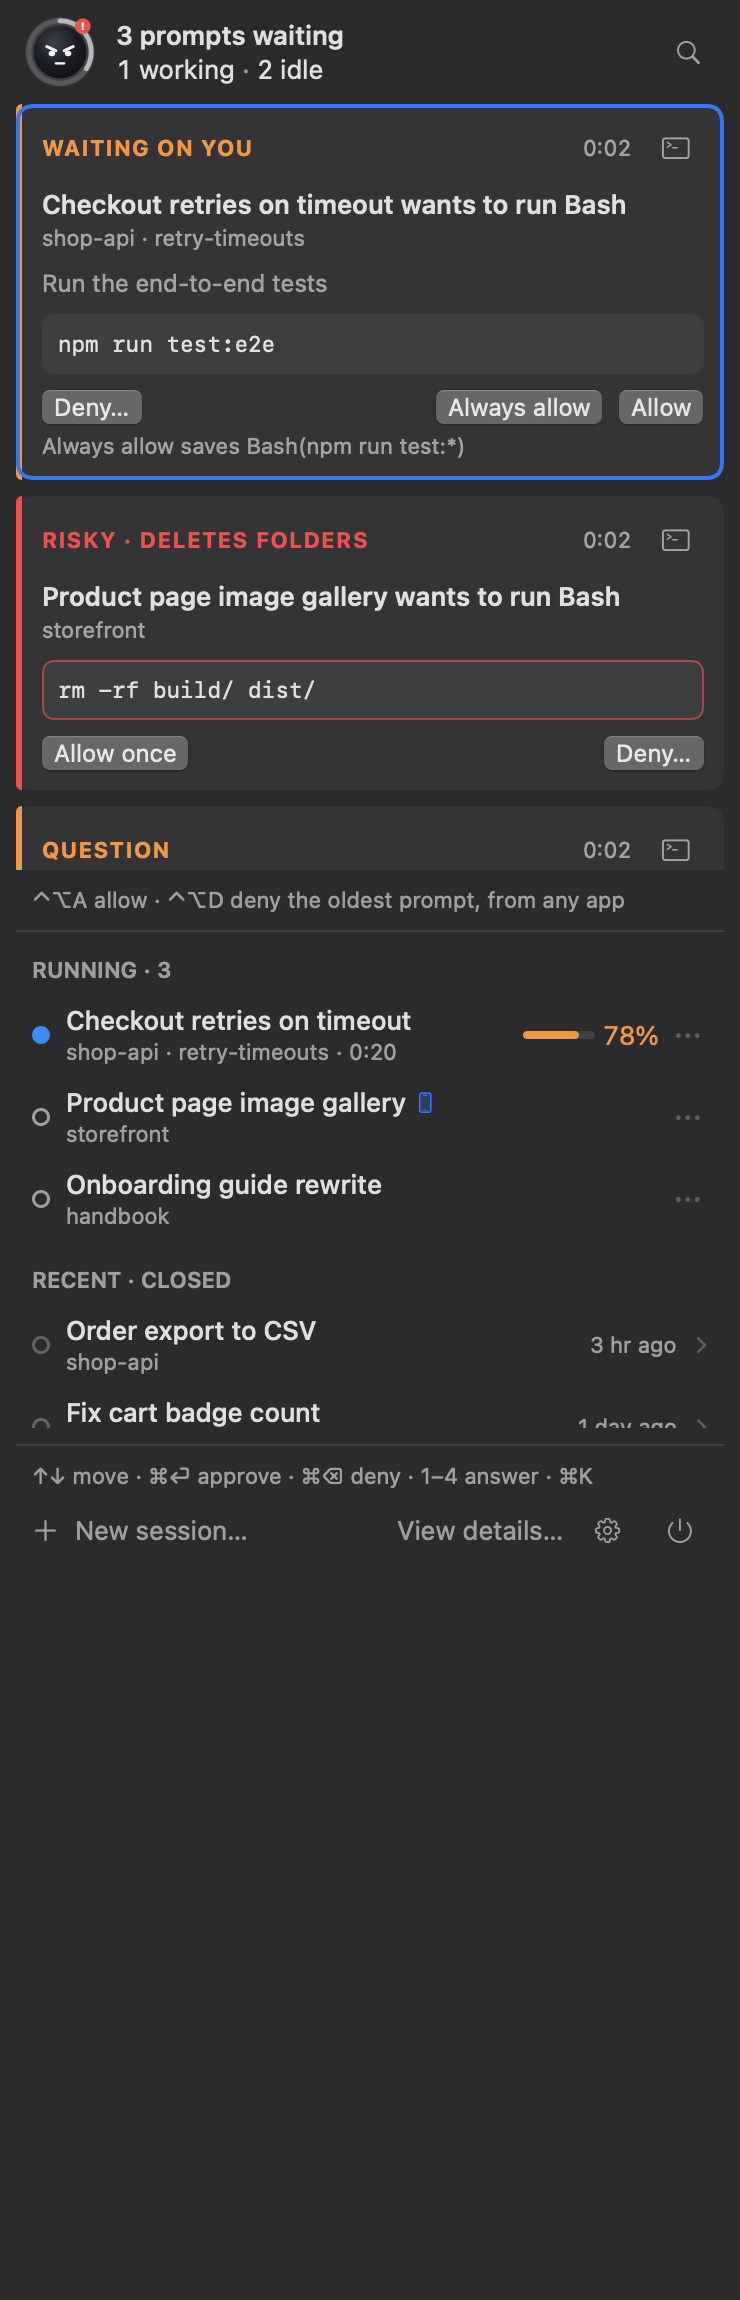 3 prompts waiting
1 working · 2 idle
WAITING ON YOU 0:02
Checkout retries on timeout wants to run Bash
shop-api · retry-timeouts
Run the end-to-end tests
npm run test:e2e
Deny... Always allow Allow
Always allow saves Bash(npm run test:*)
RISKY · DELETES FOLDERS 0:02
Product page image gallery wants to run Bash
storefront
rm -rf build/ dist/
Allow once Deny...
QUESTION 0:02
⌃⌥A allow · ⌃⌥D deny the oldest prompt, from any app
RUNNING · 3
Checkout retries on timeout 78%
shop-api · retry-timeouts · 0:20
Product page image gallery
storefront
Onboarding guide rewrite
handbook
RECENT · CLOSED
Order export to CSV 3 hr ago
shop-api
Fix cart badge count 1 day ago
↑↓ move · ⌘↩ approve · ⌘⌫ deny · 1–4 answer · ⌘K
New session... View details...